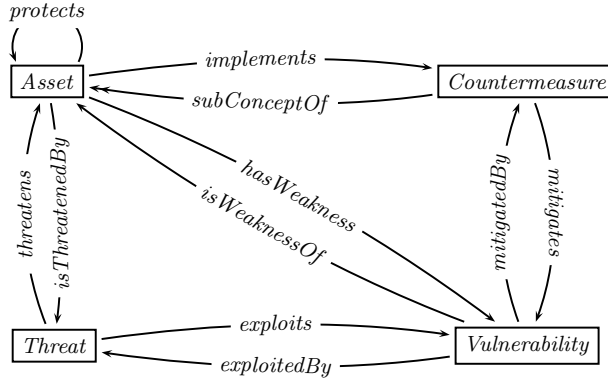 protects
implements
Asset
Countermeasure
subConceptOf
hasWeakness
isWeaknessOf
threatens
isThreatenedBy
mitigatedBy
mitigates
exploits
Threat
Vulnerability
exploitedBy